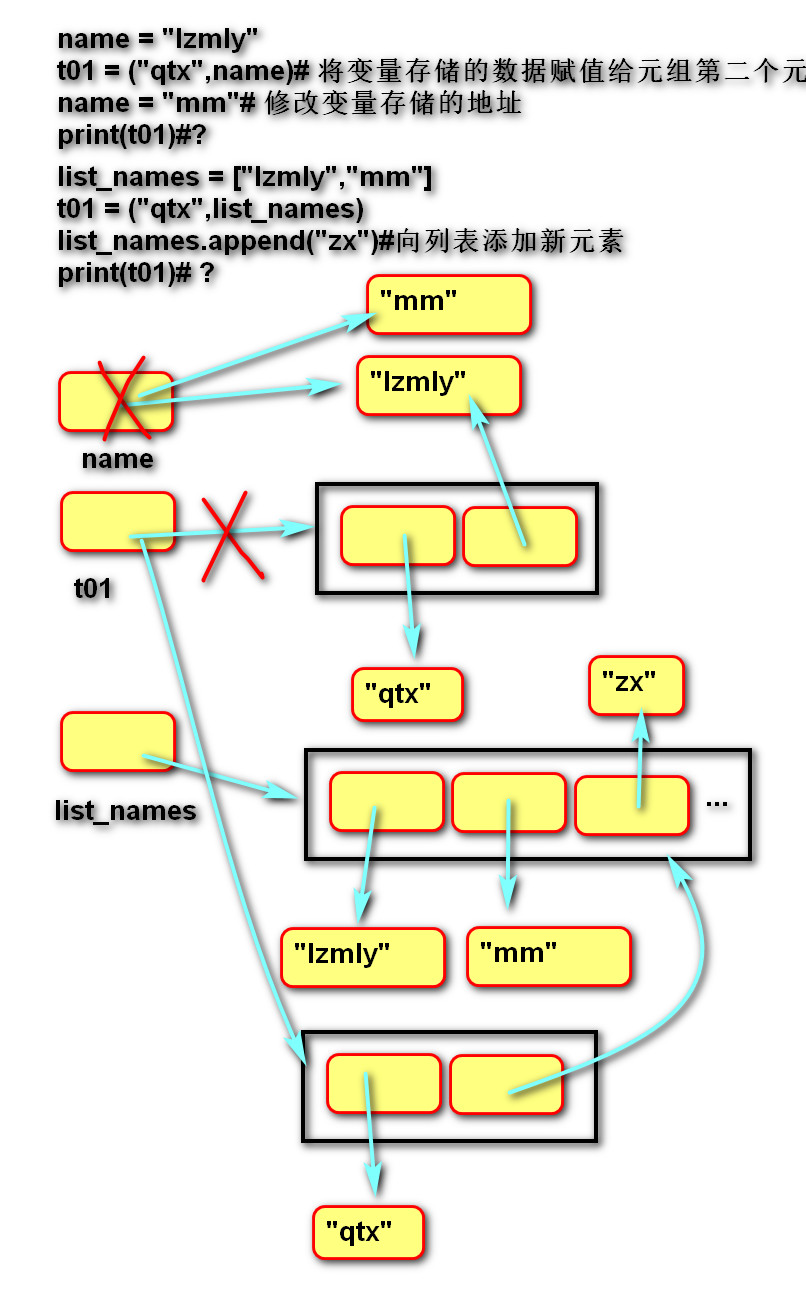 name = "lzmly"
t01 = ("qtx",name)# 将变量存储的数据赋值给元组第二个元
name = "mm"# 修改变量存储的地址
print(t01)#?
list_names = ["lzmly","mm"]
t01 = ("qtx",list_names)
list_names.append("zx")#向列表添加新元素
print(t01)# ?
"mm"
"lzmly"
name
t01
"qtx"
"zx"
list_names
...
"lzmly"
"mm"
"qtx"